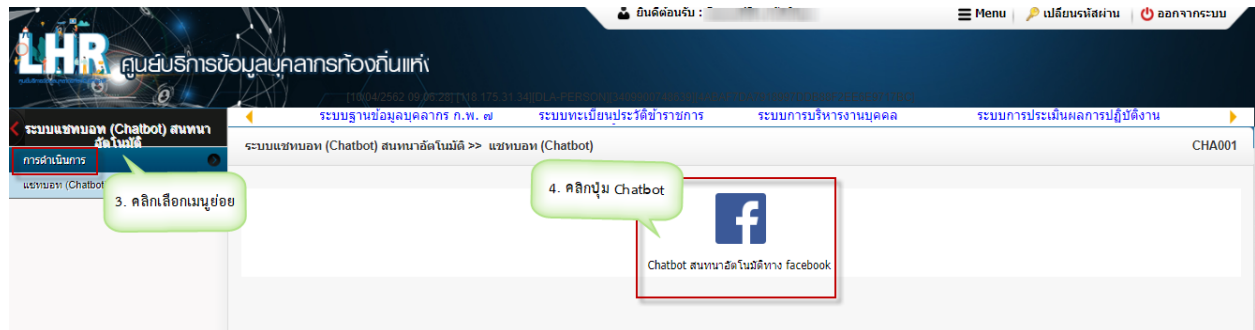 ยินดีต้อนรับ :
Menu
เปลี่ยนรหัสผ่าน
ออกจากระบบ
LHR
ศูนย์บริการข้อมูลบุคลากรท้องถิ่นแห่ง
ระบบแชทบอท (Chatbot) สนทนา
อัตโนมัติ
ระบบฐานข้อมูลบุคลากร ก.พ. ๗
ระบบทะเบียนประวัติข้าราชการ
ระบบการบริหารงานบุคคล
ระบบการประเมินผลการปฏิบัติงาน
ระบบแชทบอท (Chatbot) สนทนาอัตโนมัติ >> แชทบอท (Chatbot)
CHA001
การดำเนินการ
แชทบอท (Chatbot
3. คลิกเลือกเมนูย่อย
4. คลิกปุ่ม Chatbot
Chatbot สนทนาอัตโนมัติทาง facebook